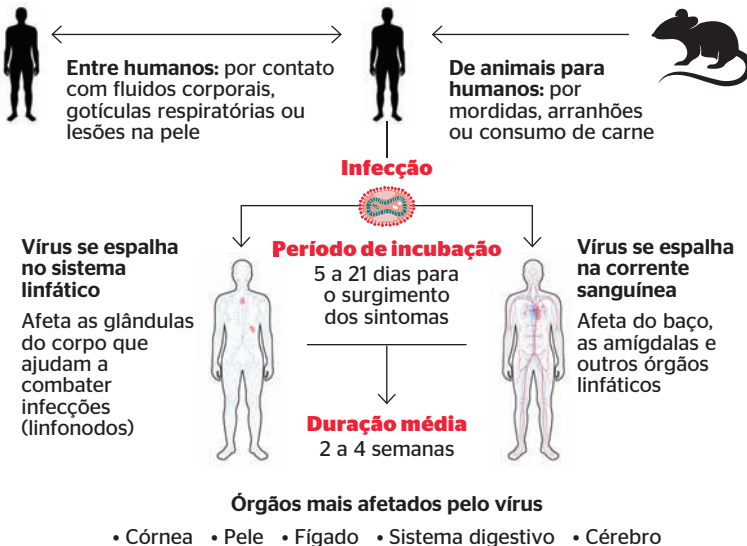 Entre humanos: por contato
com fluidos corporais,
gotículas respiratórias ou
lesões na pele
De animais para
humanos: por
mordidas, arranhões
ou consumo de carne
Infecção
Vírus se espalha
no sistema
linfático
Afeta as glândulas
do corpo que
ajudam a
combater
infecções
(linfonodos)
Período de incubação
5 a 21 dias para
o surgimento
dos sintomas
Duração média
2 a 4 semanas
Vírus se espalha
na corrente
sanguínea
Afeta do baço,
as amígdalas e
outros órgãos
linfáticos
Órgãos mais afetados pelo vírus
• Córnea • Pele • Fígado • Sistema digestivo • Cérebro